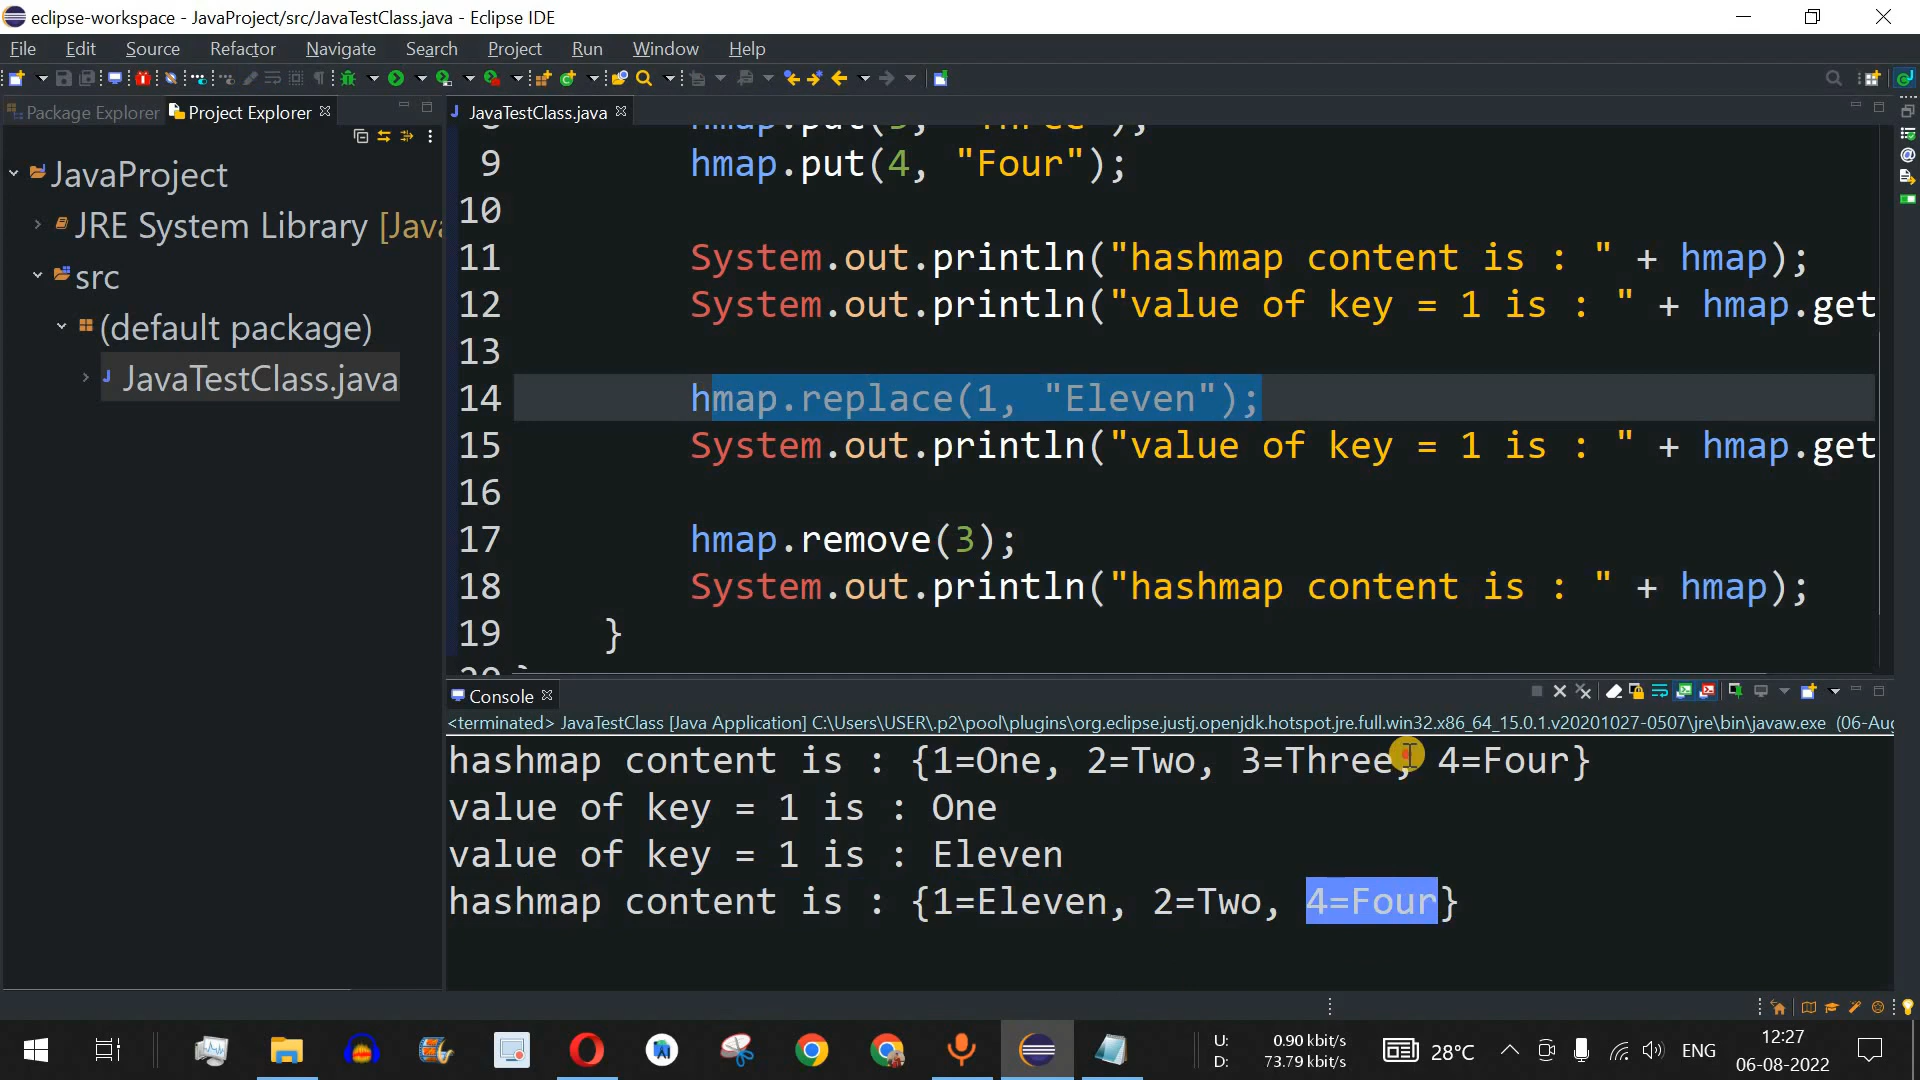 eclipse-workspace - JavaProject/src/JavaTestClass.java - Eclipse IDE
File Edit Source Refactor Navigate Search Project Run Window Help
Package Explorer Project Explorer
JavaTestClass.java
JavaProject
JRE System Library [Java
src
(default package)
JavaTestClass.java
9 hmap.put(4, "Four");
10
11 System.out.println("hashmap content is : " + hmap);
12 System.out.println("value of key = 1 is : " + hmap.get
13
14 hmap.replace(1, "Eleven");
15 System.out.println("value of key = 1 is : " + hmap.get
16
17 hmap.remove(3);
18 System.out.println("hashmap content is : " + hmap);
19 }
Console
<terminated> JavaTestClass [Java Application] C:\Users\USER\.p2\pool\plugins\org.eclipse.justj.openjdk.hotspot.jre.full.win32.x86_64_15.0.1.v20201027-0507\jre\bin\javaw.exe (06-Aug
hashmap content is : {1=One, 2=Two, 3=Three, 4=Four}
value of key = 1 is : One
value of key = 1 is : Eleven
hashmap content is : {1=Eleven, 2=Two, 4=Four}
U: 0.90 kbit/s
D: 73.79 kbit/s
28°C
ENG
12:27
06-08-2022